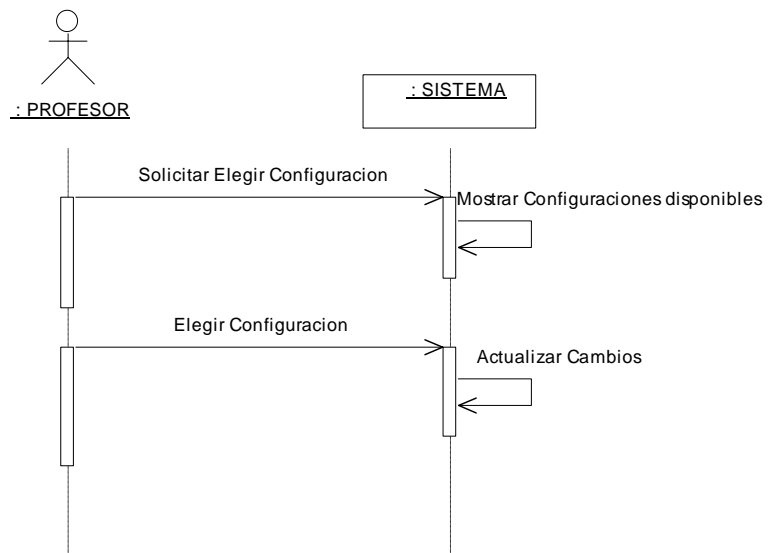 : PROFESOR
: SISTEMA
Solicitar Elegir Configuracion
Mostrar Configuraciones disponibles
Elegir Configuracion
Actualizar Cambios